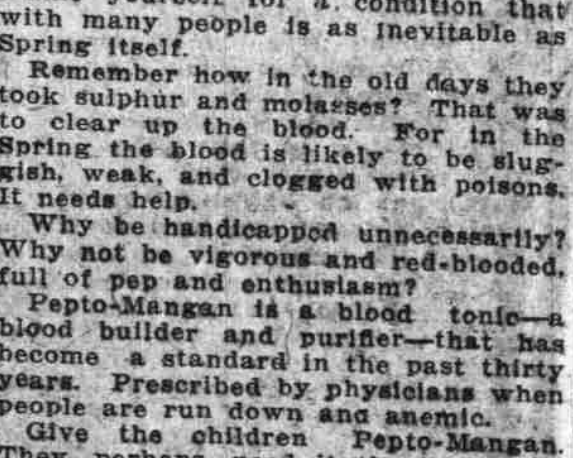 condition that
with many people is as inevitable as
Spring itself.
Remember how in the old days they
took sulphur and molasses? That was
to clear up the blood. For in the
Spring the blood is likely to be slug-
gish, weak, and clogged with poisons.
It needs help.
Why be handicapped unnecessarily?
Why not be vigorous and red-blooded,
full of pep and enthusiasm?
Pepto-Mangan is a blood tonic—a
blood builder and purifier—that has
become a standard in the past thirty
years. Prescribed by physicians when
people are run down and anemic.
Give the children Pepto-Mangan.
They perhaps